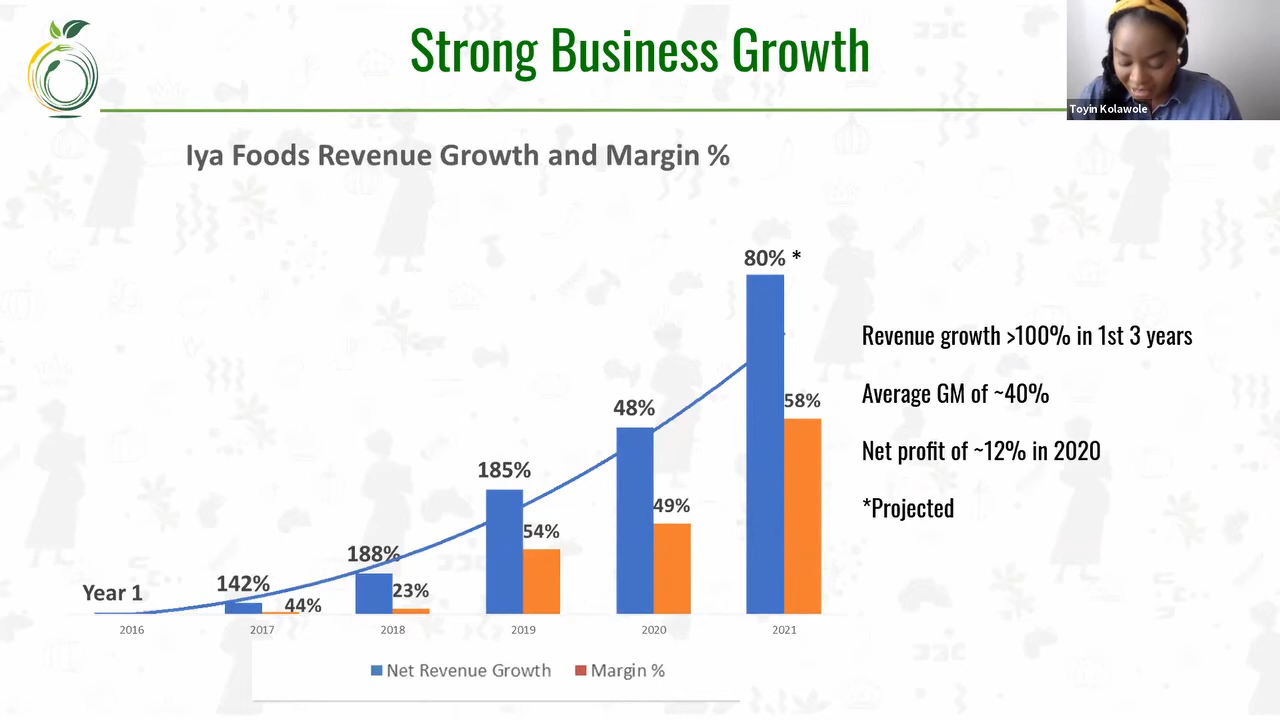 Strong Business Growth
Toyin Kolawole
Iya Foods Revenue Growth and Margin %
80% *
Revenue growth >100% in 1st 3 years
Average GM of ~40%
58%
48%
Net profit of ~12% in 2020
185%
49%
*Projected
54%
188%
142%
Year 1
23%
44%
2016 2017 2018 2019 2020 2021
Net Revenue Growth Margin %